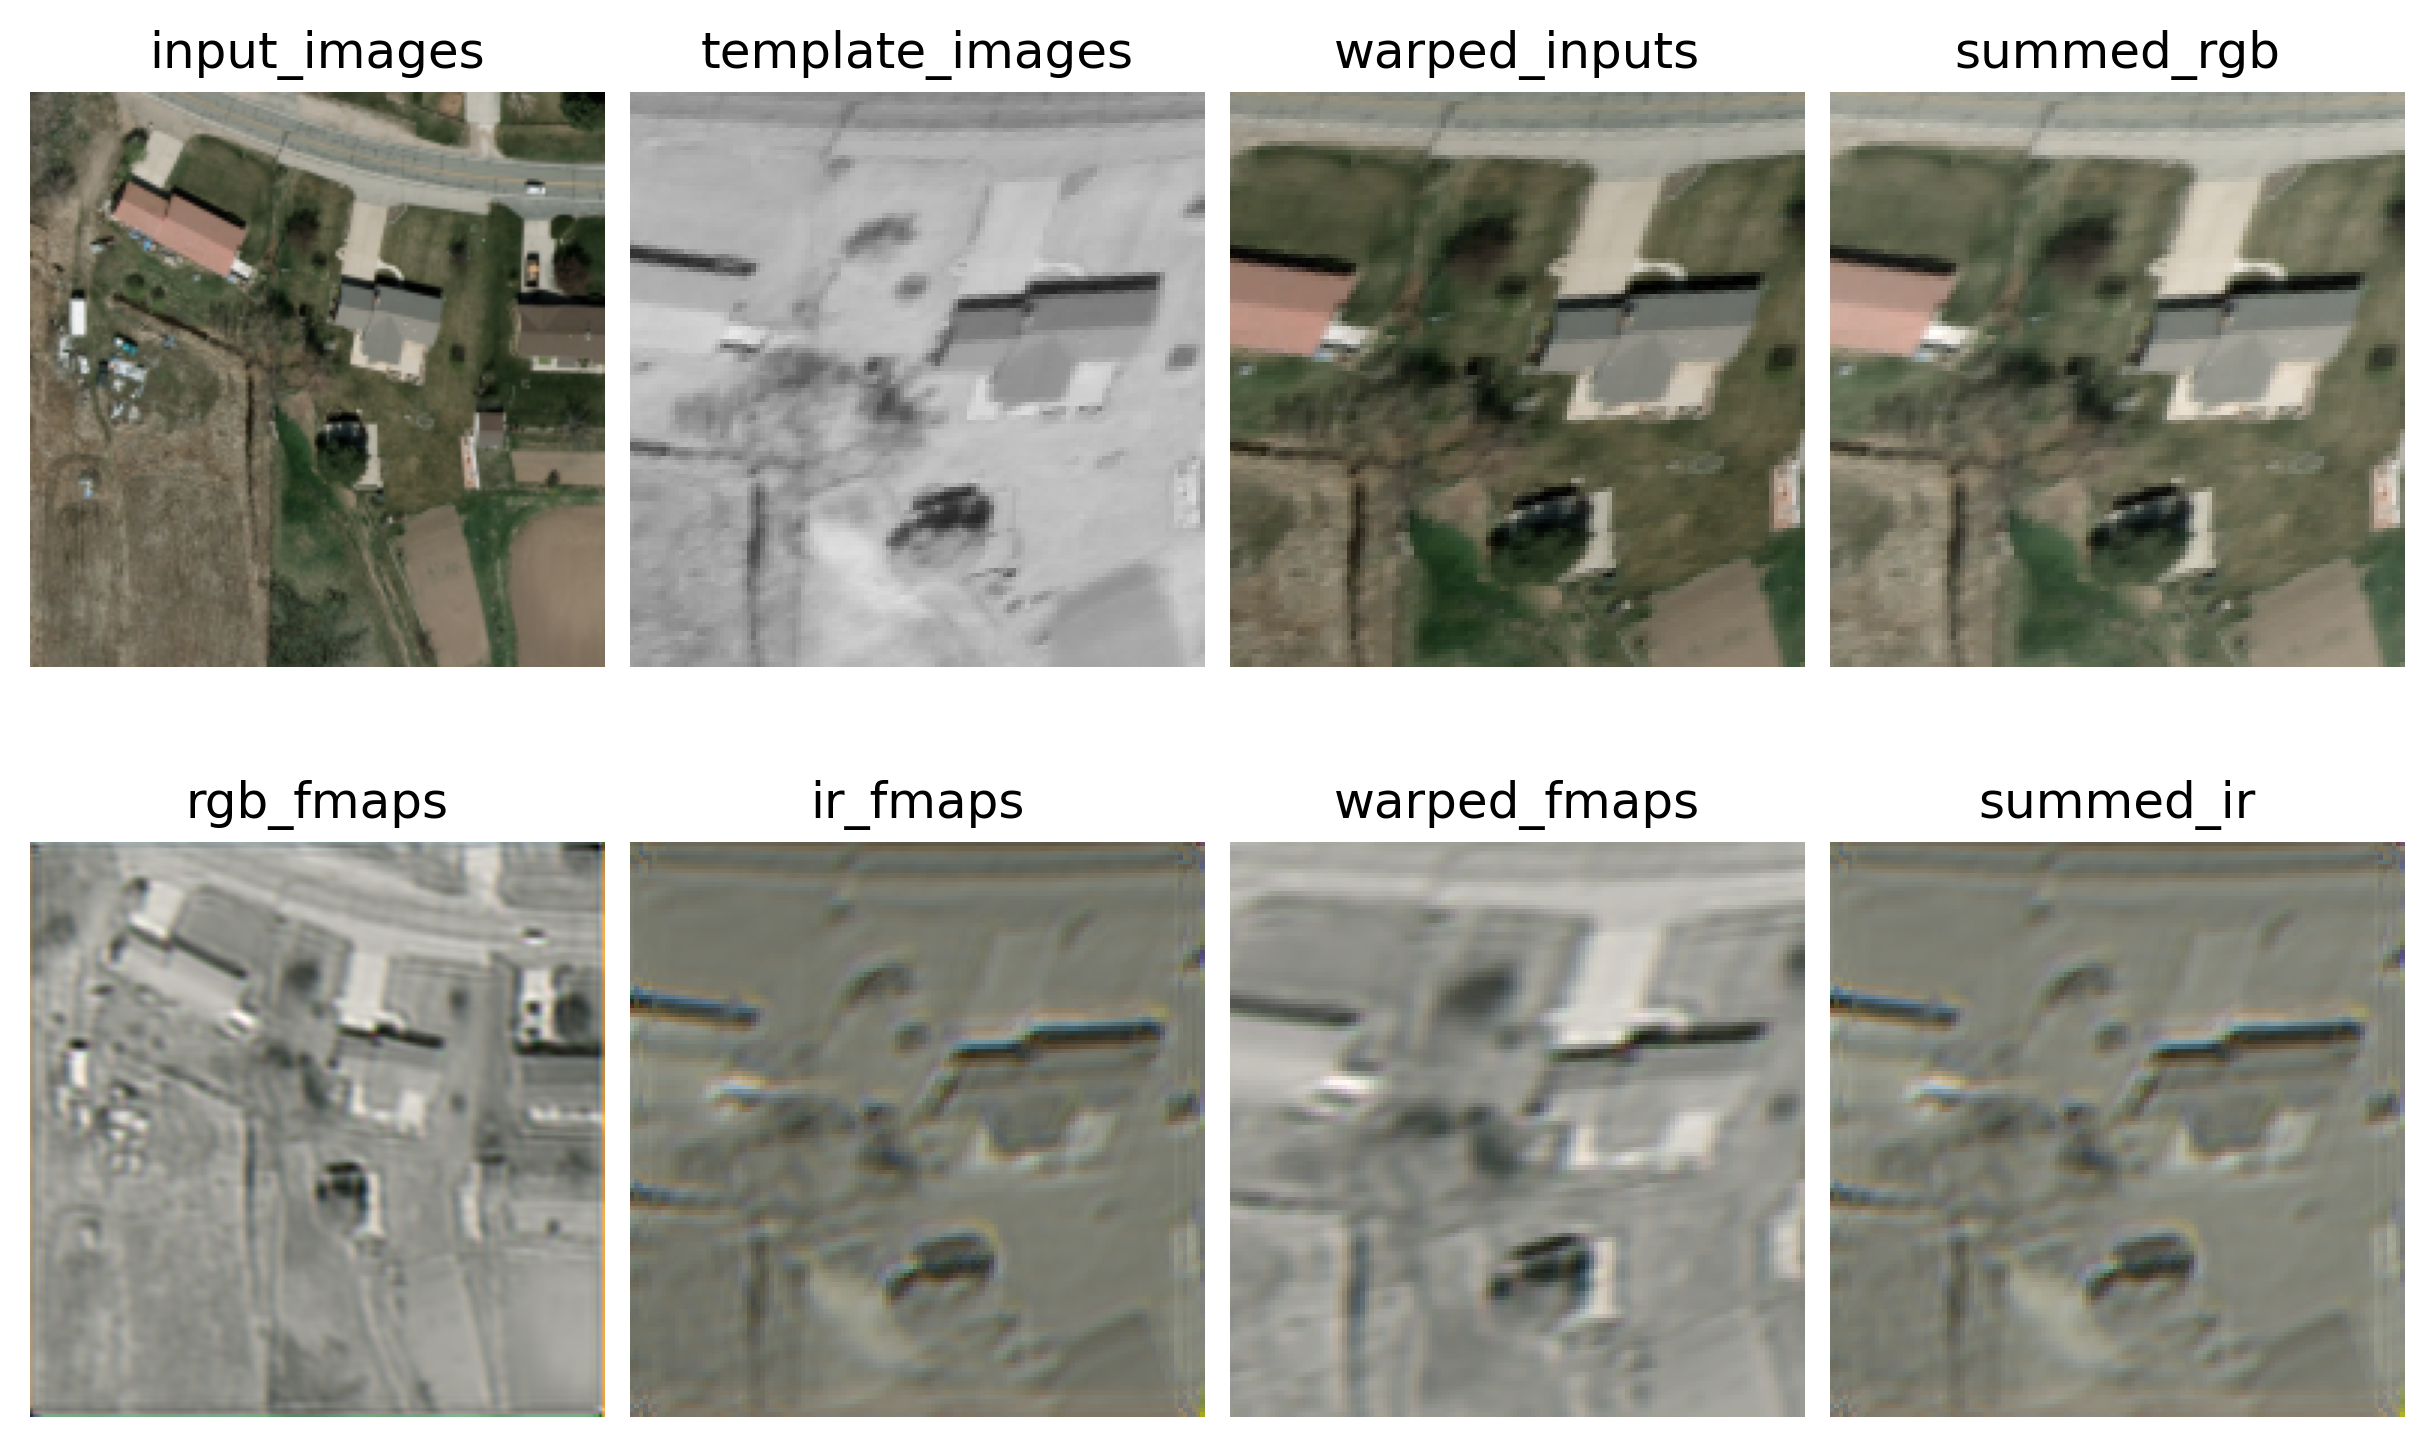 input_images
template_images
warped_inputs
summed_rgb
rgb_fmaps
ir_fmaps
warped_fmaps
summed_ir